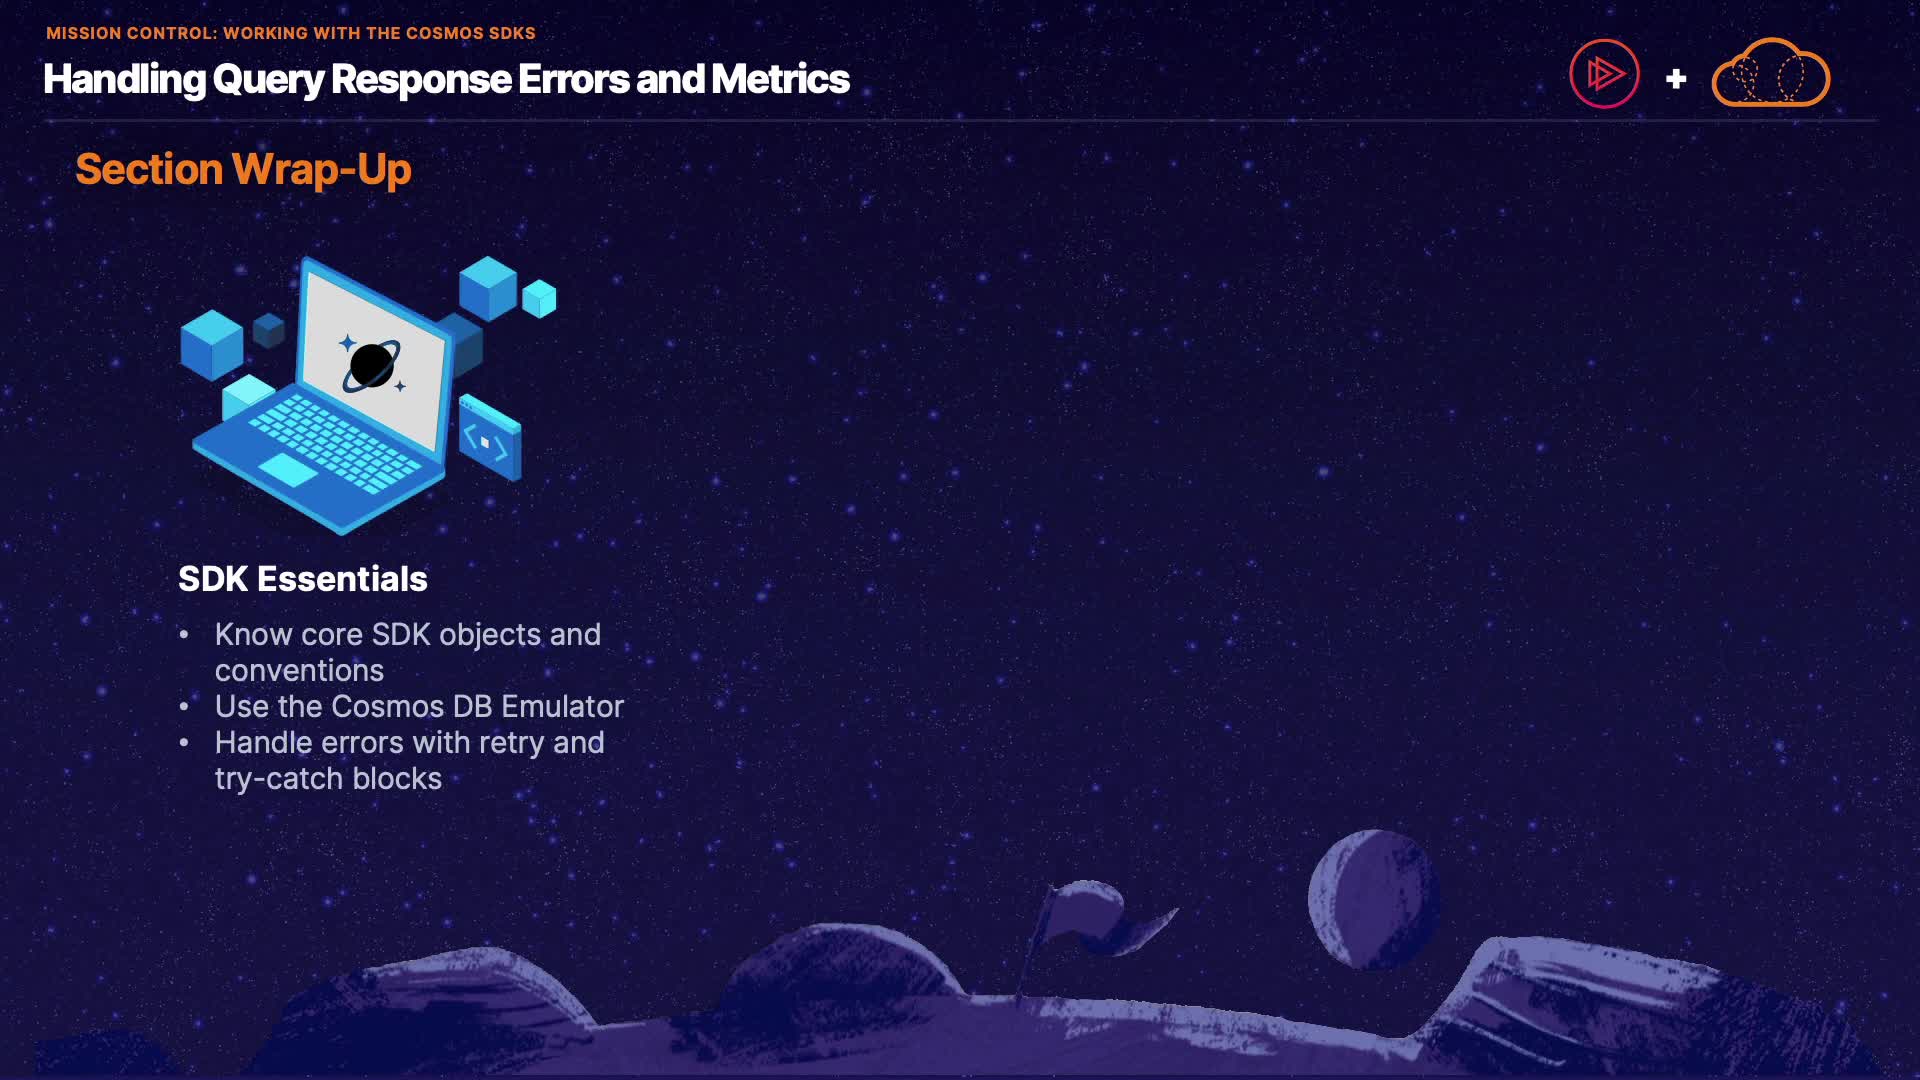 MISSION CONTROL: WORKING WITH THE COSMOS SDKS
Handling Query Response Errors and Metrics
+
Section Wrap-Up
SDK Essentials
• Know core SDK objects and
conventions
• Use the Cosmos DB Emulator
• Handle errors with retry and
try-catch blocks